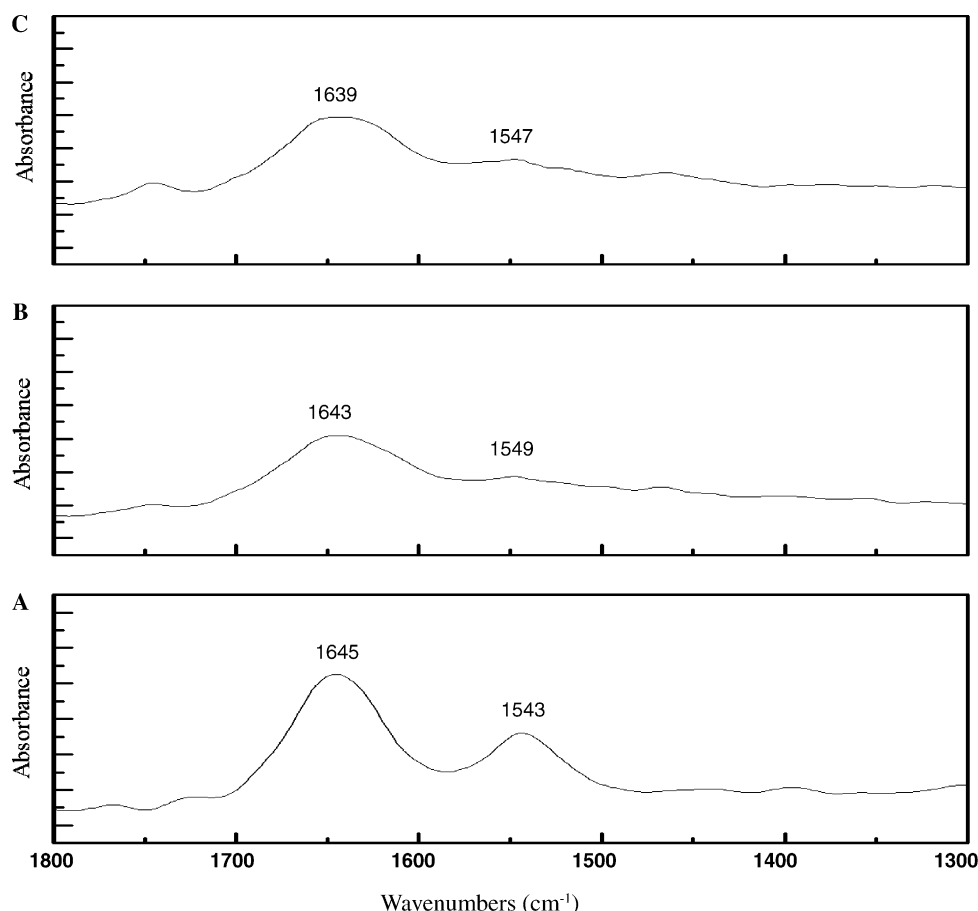 C
Absorbance
1639
1547
B
Absorbance
1643
1549
A
Absorbance
1645
1543
1800 1700 1600 1500 1400 1300
Wavenumbers (cm-1)